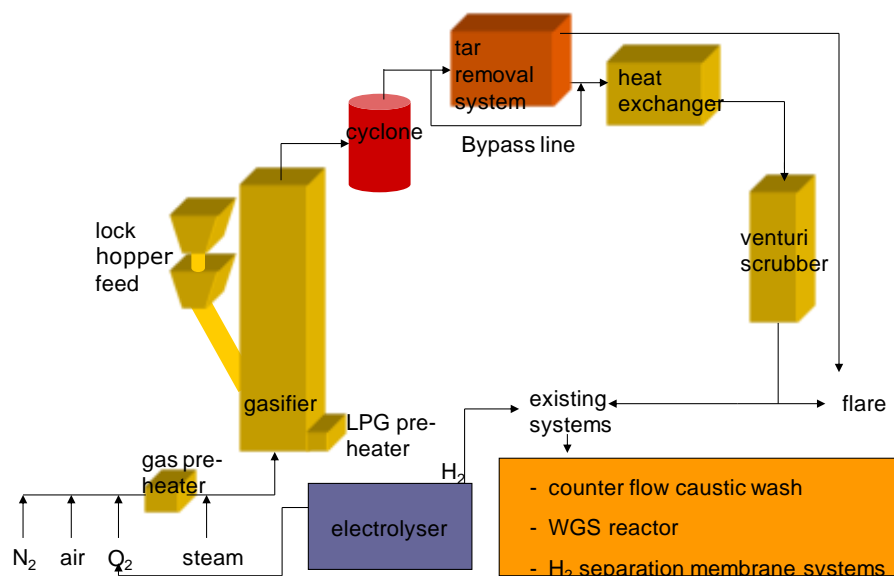 tar
removal
system
heat
exchanger
cyclone
Bypass line
lock
hopper
feed
venturi
scrubber
gasifier
LPG pre-
heater
existing
systems
flare
gas pre-
heater
H₂
electrolyser
N₂
air
O₂
steam
- counter flow caustic wash
- WGS reactor
- H₂ separation membrane systems